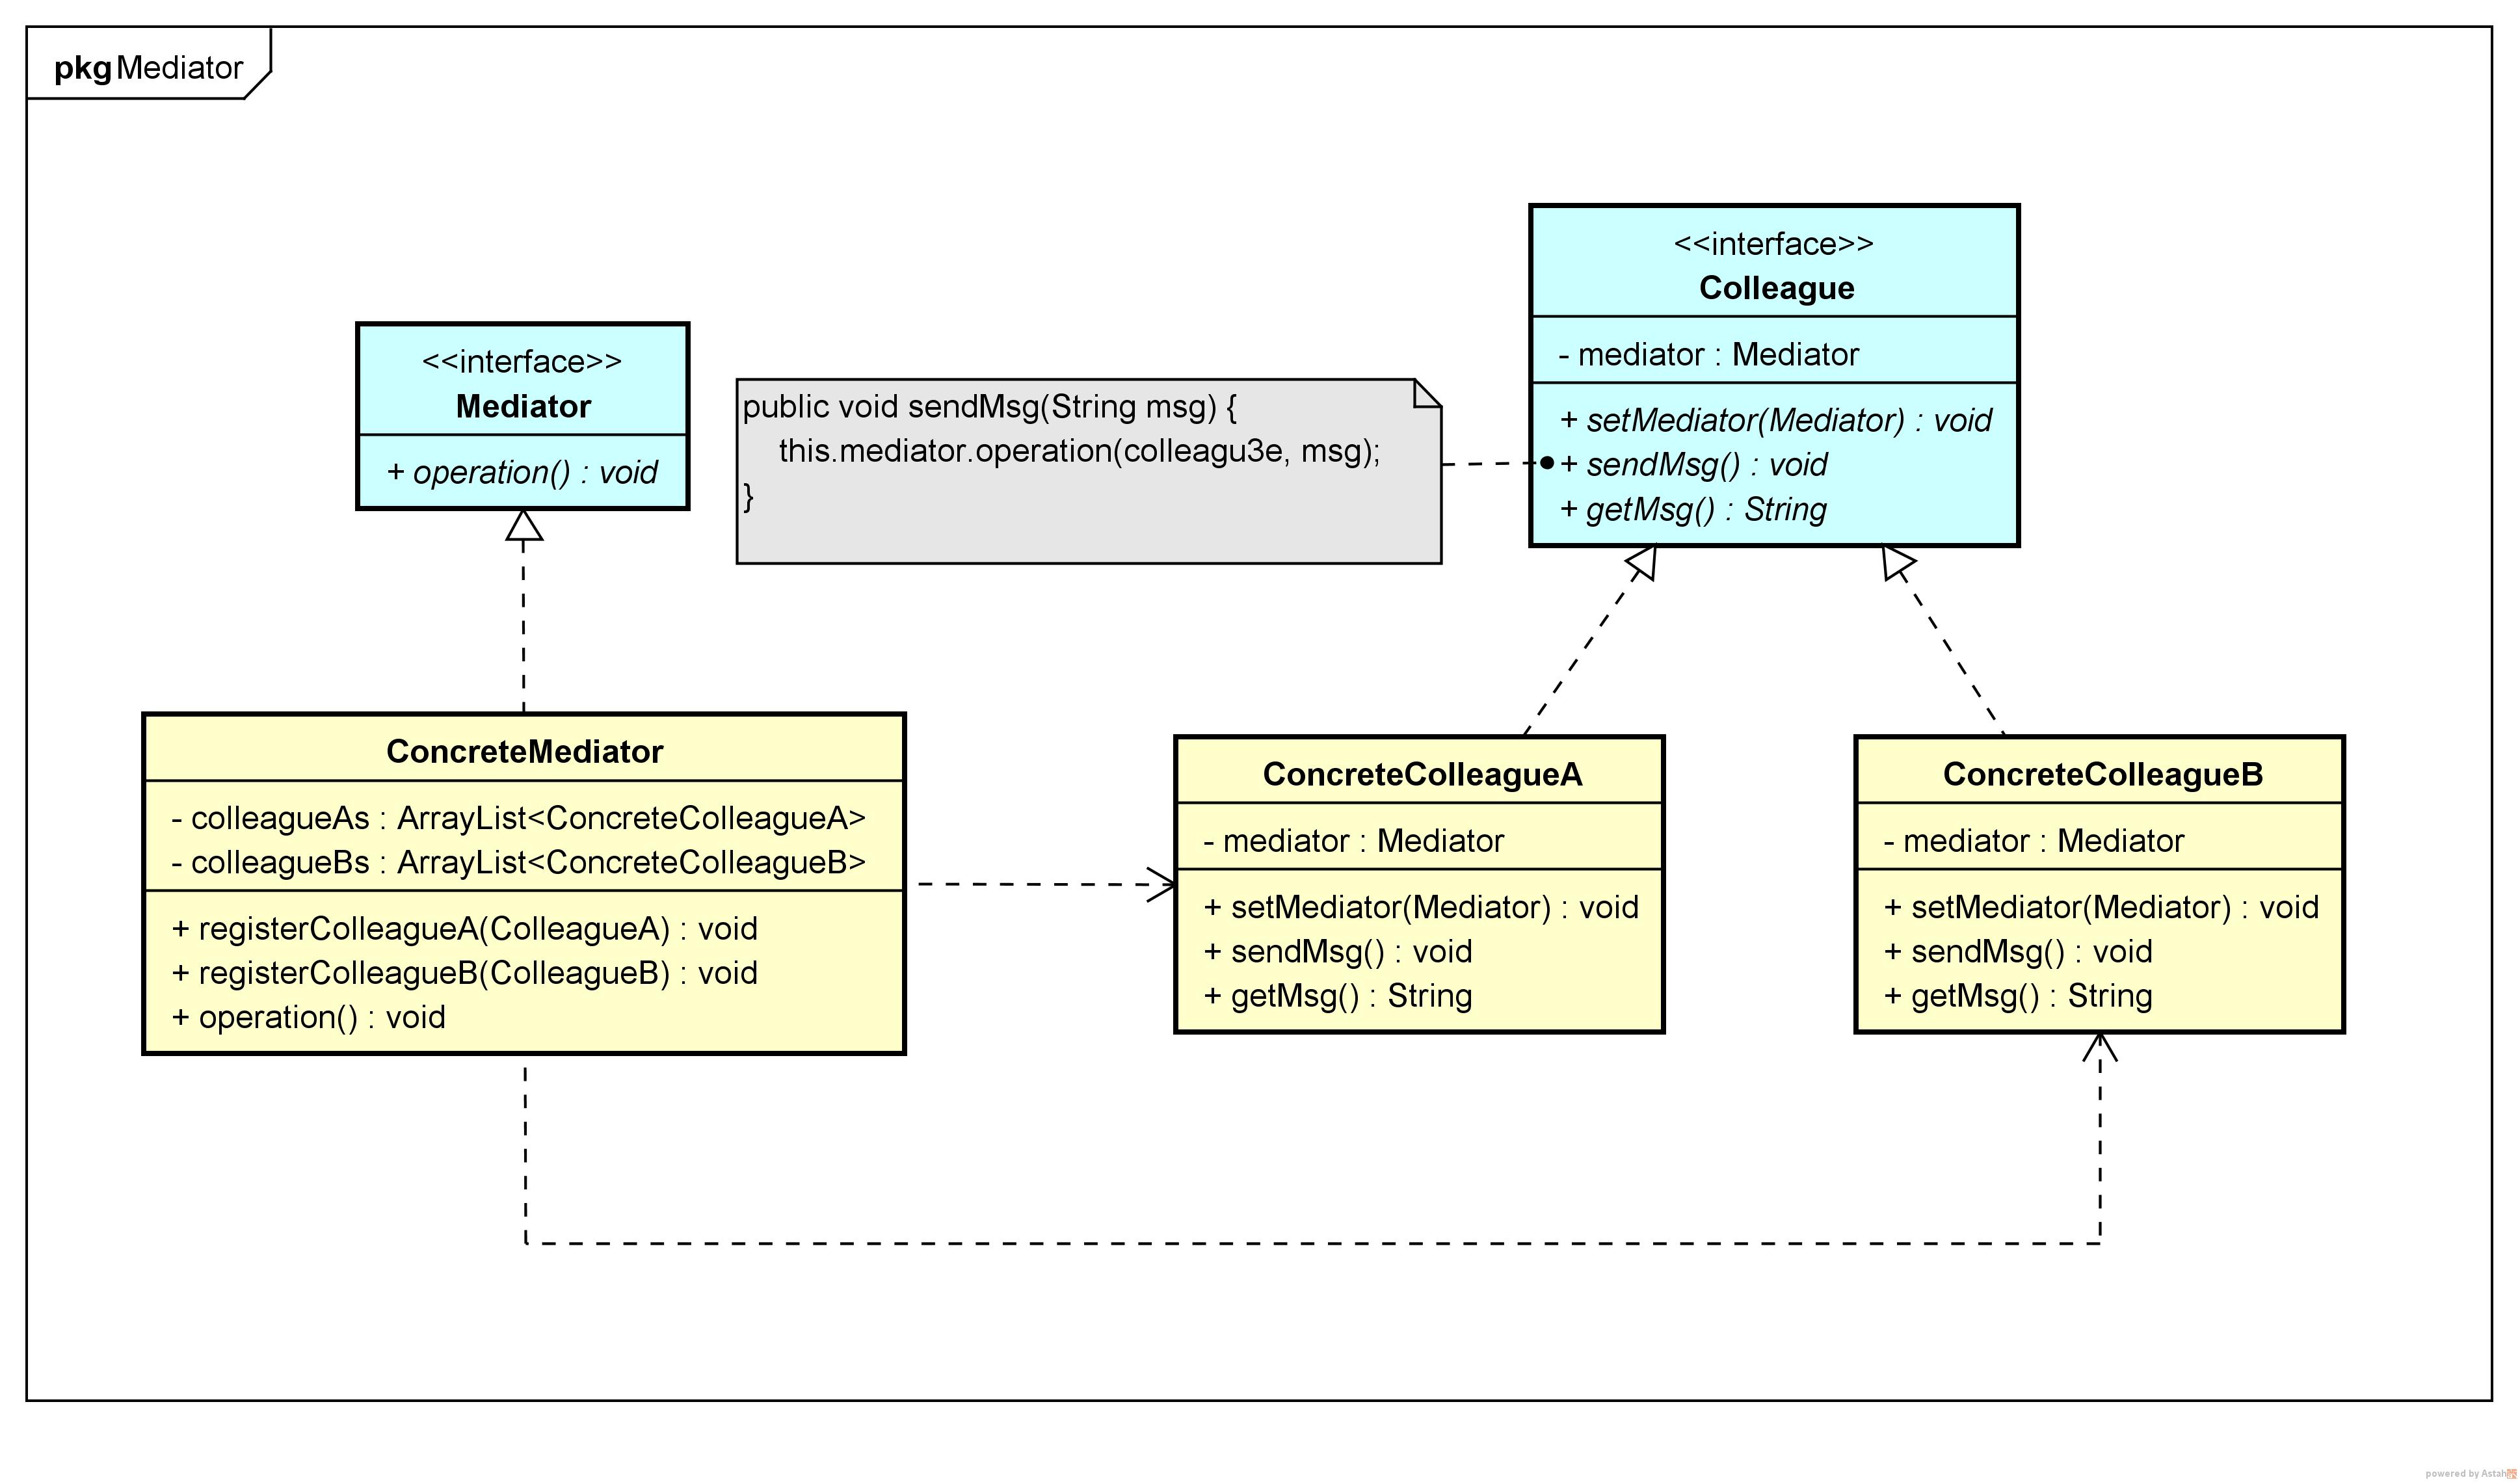 pkg Mediator
<<interface>>
Colleague
- mediator : Mediator
+ setMediator(Mediator) : void
+ sendMsg() : void
+ getMsg() : String
<<interface>>
Mediator
+ operation() : void
public void sendMsg(String msg) {
this.mediator.operation(colleagu3e, msg);
}
ConcreteMediator
- colleagueAs : ArrayList<ConcreteColleagueA>
- colleagueBs : ArrayList<ConcreteColleagueB>
+ registerColleagueA(ColleagueA) : void
+ registerColleagueB(ColleagueB) : void
+ operation() : void
ConcreteColleagueA
- mediator : Mediator
+ setMediator(Mediator) : void
+ sendMsg() : void
+ getMsg() : String
ConcreteColleagueB
- mediator : Mediator
+ setMediator(Mediator) : void
+ sendMsg() : void
+ getMsg() : String
powered by Astah